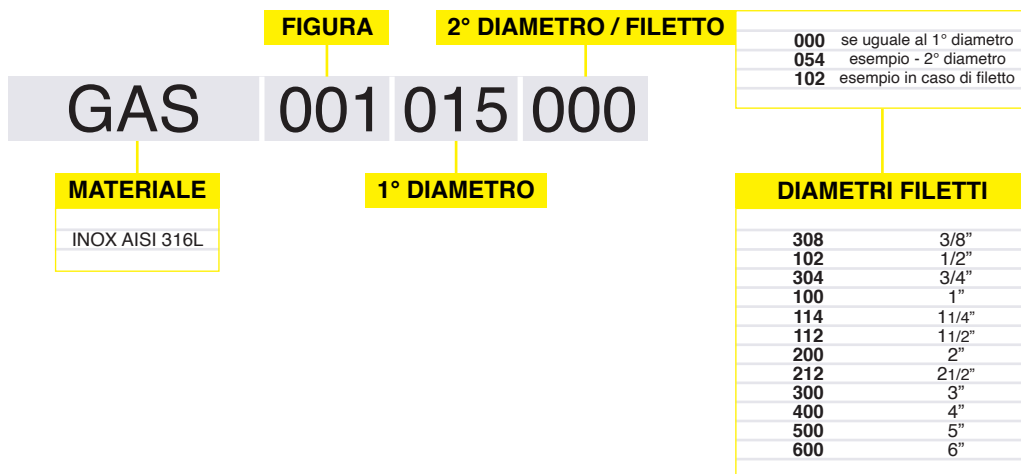 FIGURA
2° DIAMETRO / FILETTO
000 se uguale al 1° diametro
054 esempio - 2° diametro
102 esempio in caso di filetto
GAS 001 015 000
MATERIALE
INOX AISI 316L
1° DIAMETRO
DIAMETRI FILETTI
308 3/8”
102 1/2”
304 3/4”
100 1”
114 11/4”
112 11/2”
200 2”
212 21/2”
300 3”
400 4”
500 5”
600 6”